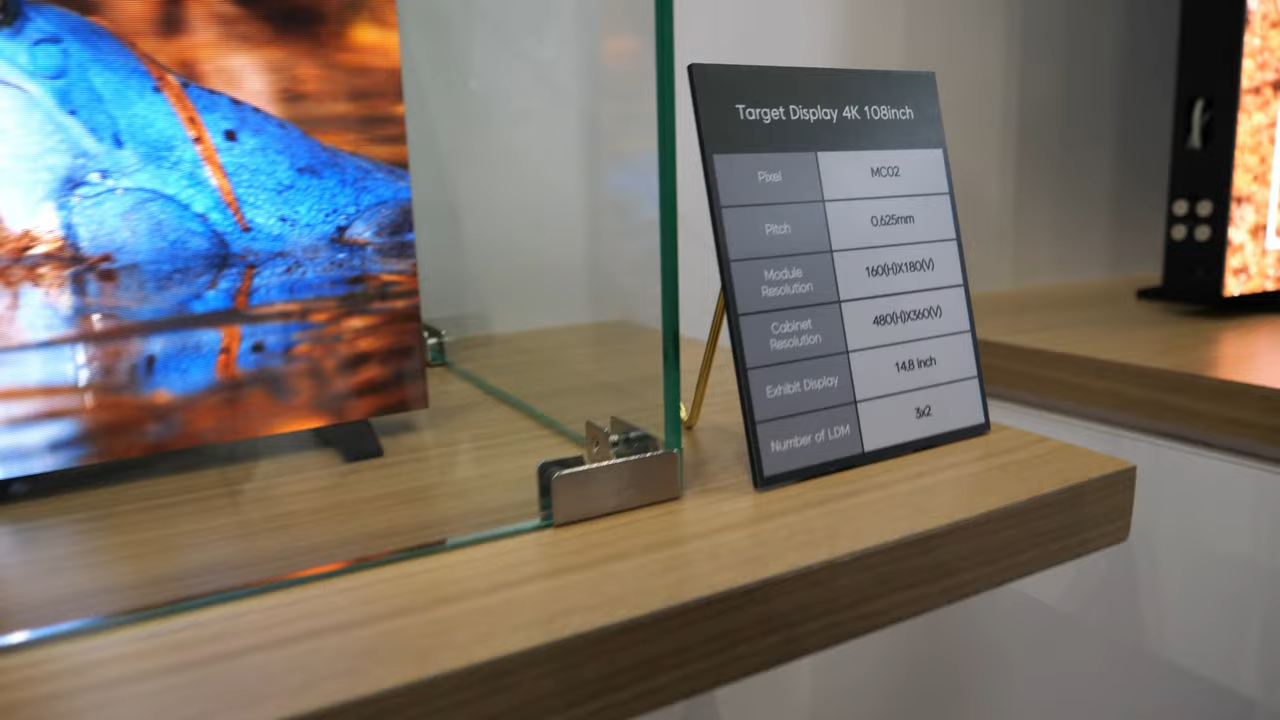 Target Display 4K 108inch
Pixel MC02
Pitch 0.625mm
Module Resolution 160(H)X180(V)
Cabinet Resolution 480(H)X360(V)
Exhibit Display 14.8 inch
Number of LDM 3x2